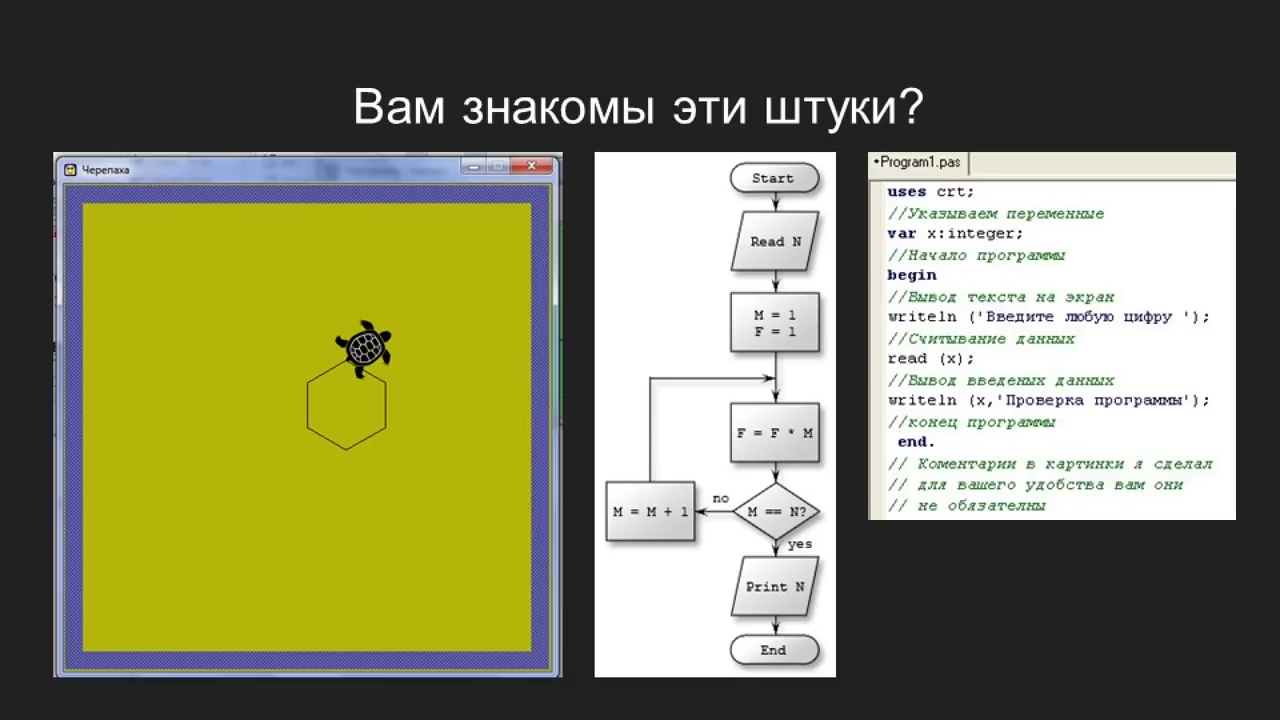 Вам знакомы эти штуки?
Черепаха
Start
Read N
M = 1
F = 1
F = F * M
M = M + 1
no
M == N?
yes
Print N
End
•Program1.pas
uses crt;
//Указываем переменные
var x:integer;
//Начало программы
begin
//Вывод текста на экран
writeln ('Введите любую цифру ');
//Считывание данных
read (x);
//Вывод введеных данных
writeln (x,'Проверка программы');
//конец программы
end.
// Коментарии в картинки я сделал
// для вашего удобства вам они
// не обязателны